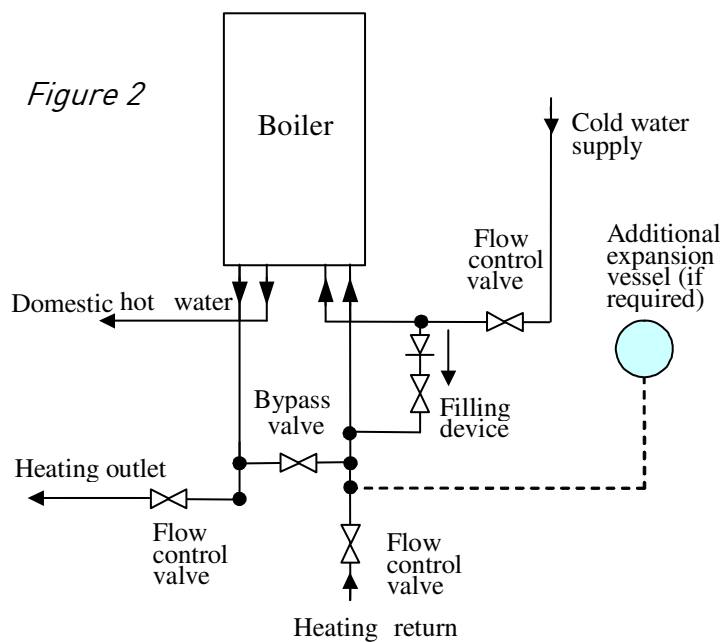 Figure 2
Boiler
Cold water
supply
Flow
control
valve
Additional
expansion
vessel (if
required)
Domestic hot water
Bypass
valve
Filling
device
Heating outlet
Flow
control
valve
Flow
control
valve
Heating return